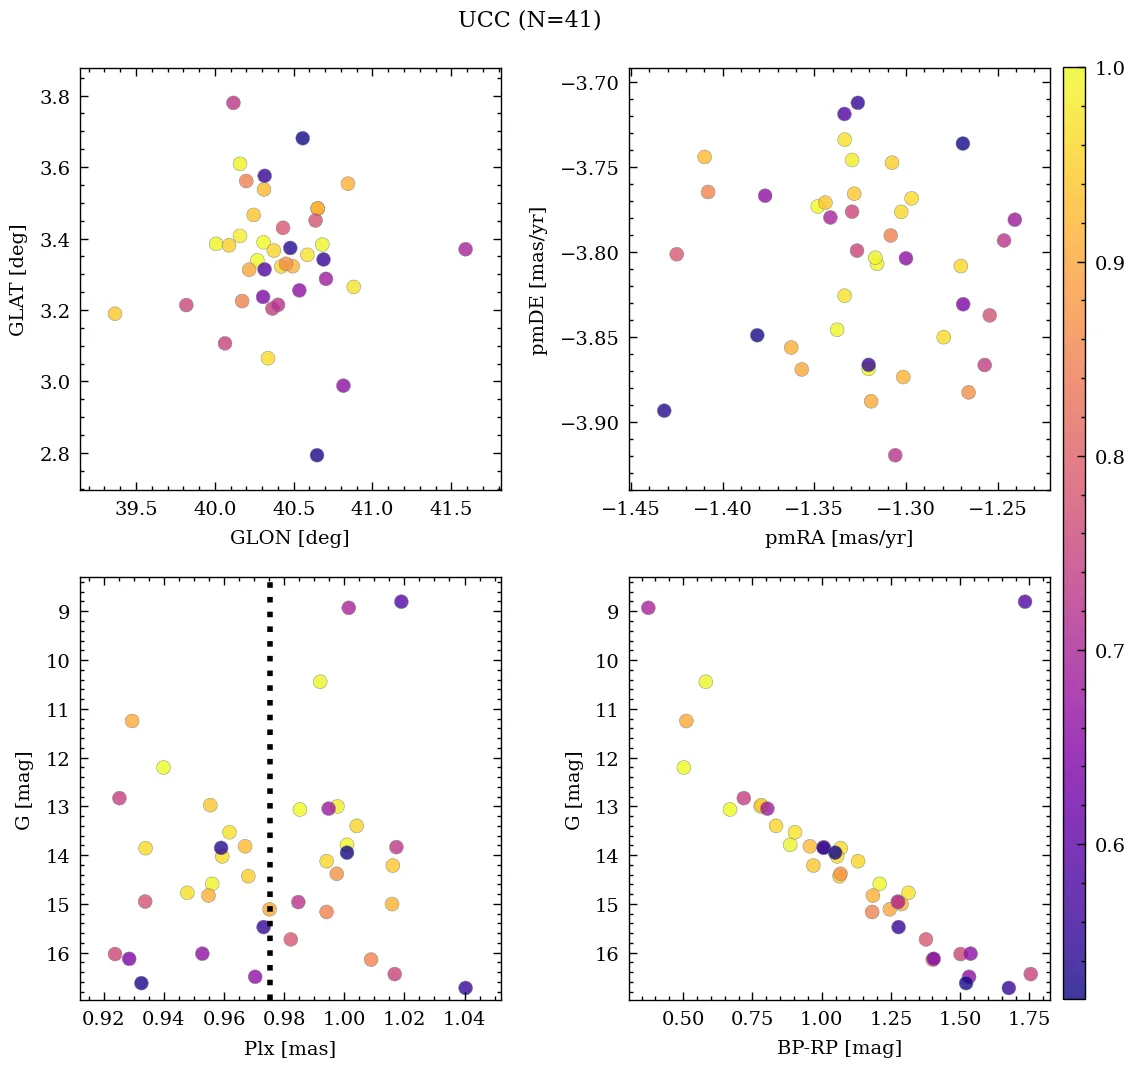 UCC (N=41)
3.8
3.6
3.4
3.2
3.0
2.8
GLAT [deg]
39.5 40.0 40.5 41.0 41.5
GLON [deg]
−3.70
−3.75
−3.80
−3.85
−3.90
pmDE [mas/yr]
−1.45 −1.40 −1.35 −1.30 −1.25
pmRA [mas/yr]
9
10
11
12
13
14
15
16
G [mag]
0.92 0.94 0.96 0.98 1.00 1.02 1.04
Plx [mas]
9
10
11
12
13
14
15
16
G [mag]
0.50 0.75 1.00 1.25 1.50 1.75
BP-RP [mag]
1.0
0.9
0.8
0.7
0.6